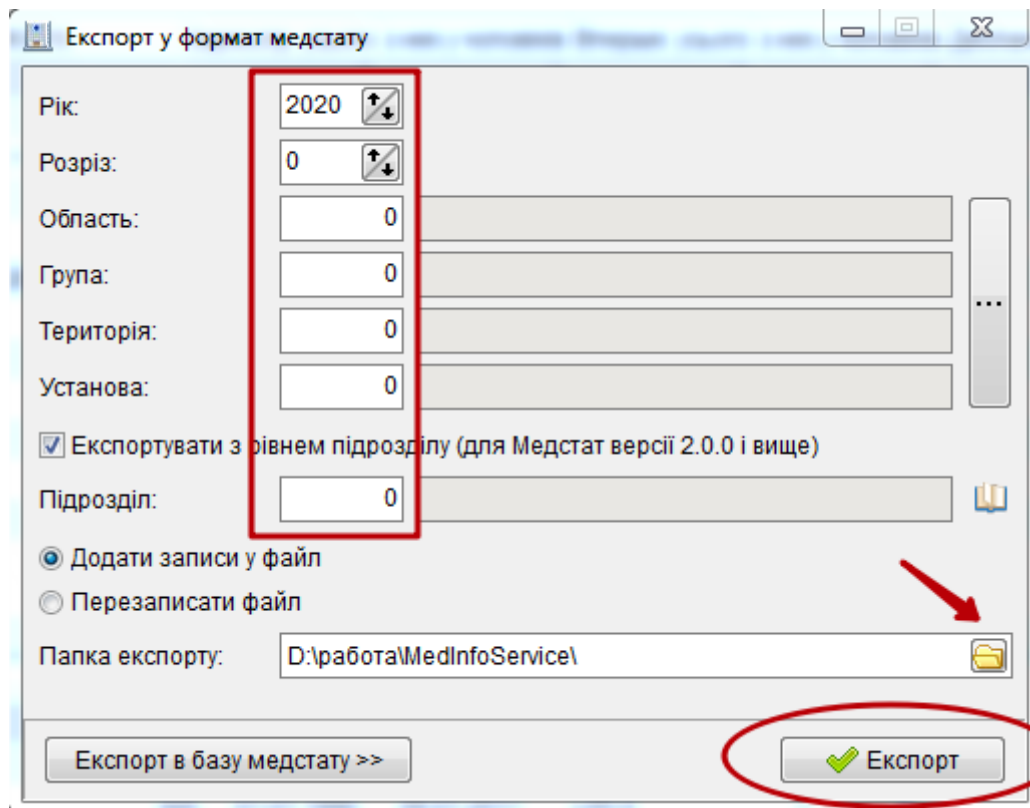 Експорт у формат медстату
Рік: 2020
Розріз: 0
Область: 0
Група: 0
Територія: 0
Установа: 0
Експортувати з рівнем підрозділу (для Медстат версії 2.0.0 і вище)
Підрозділ: 0
Додати записи у файл
Перезаписати файл
Папка експорту: D:\работа\MedInfoService\
Експорт в базу медстату >> Експорт